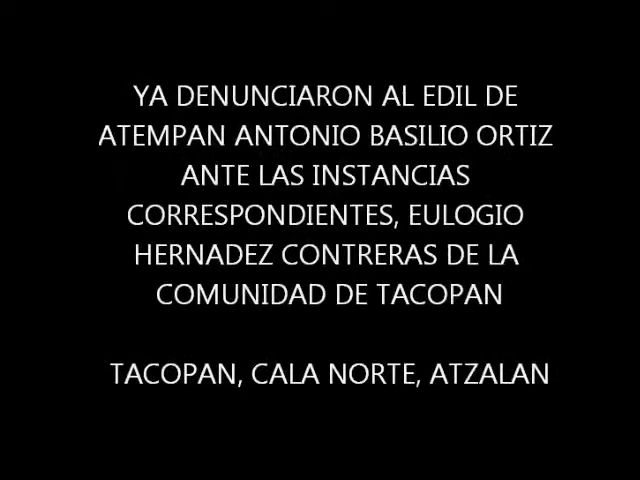 YA DENUNCIARON AL EDIL DE
ATEMPAN ANTONIO BASILIO ORTIZ
ANTE LAS INSTANCIAS
CORRESPONDIENTES, EULOGIO
HERNADEZ CONTRERAS DE LA
COMUNIDAD DE TACOPAN
TACOPAN, CALA NORTE, ATZALAN